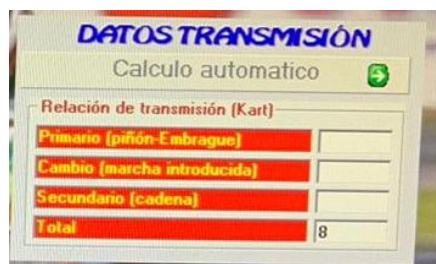 DATOS TRANSMISIÓN
Calculo automatico
Relación de transmisión (Kart)
Primario (piñón-Embrague)
Cambio (marcha introducida)
Secundario (cadena)
Total 8